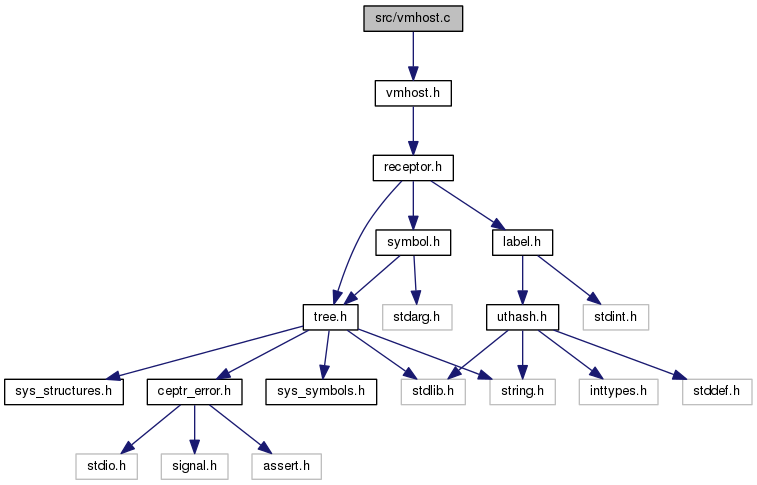 src/vmhost.c
vmhost.h
receptor.h
symbol.h
label.h
tree.h
stdarg.h
uthash.h
stdint.h
sys_structures.h
ceptr_error.h
sys_symbols.h
stdlib.h
string.h
inttypes.h
stddef.h
stdio.h
signal.h
assert.h